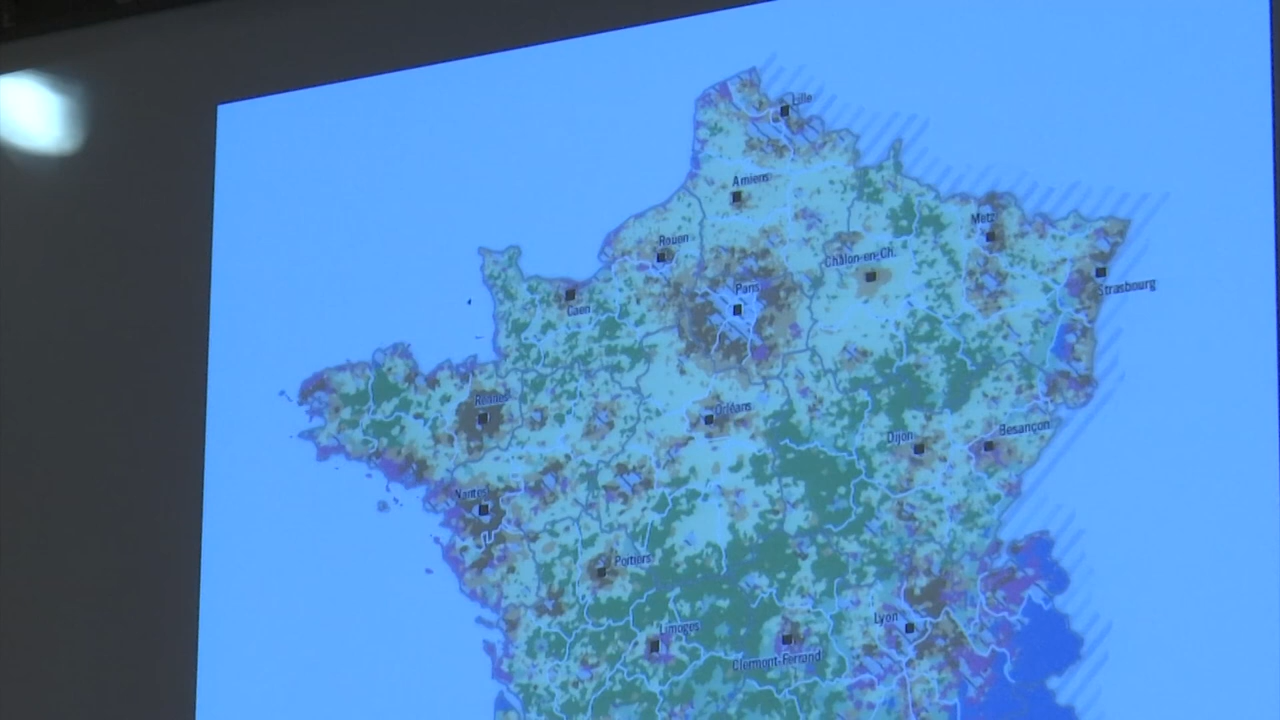 Lille
Amiens
Metz
Rouen
Châlon-en-Ch.
Strasbourg
Paris
Caen
Rennes
Orléans
Besançon
Dijon
Nantes
Poitiers
Lyon
Limoges
Clermont-Ferrand